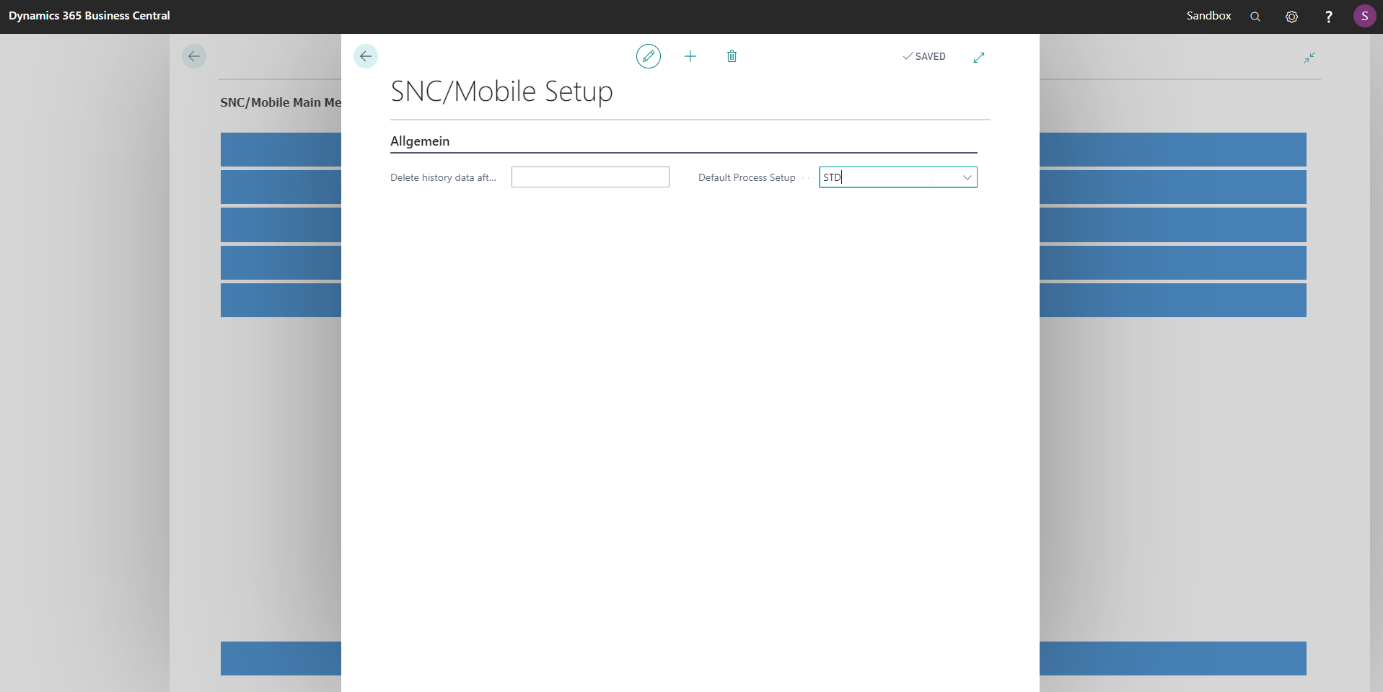 Dynamics 365 Business Central
Sandbox
?
S
SAVED
SNC/Mobile Setup
SNC/Mobile Main Me
Allgemein
Delete history data aft...
Default Process Setup
STD